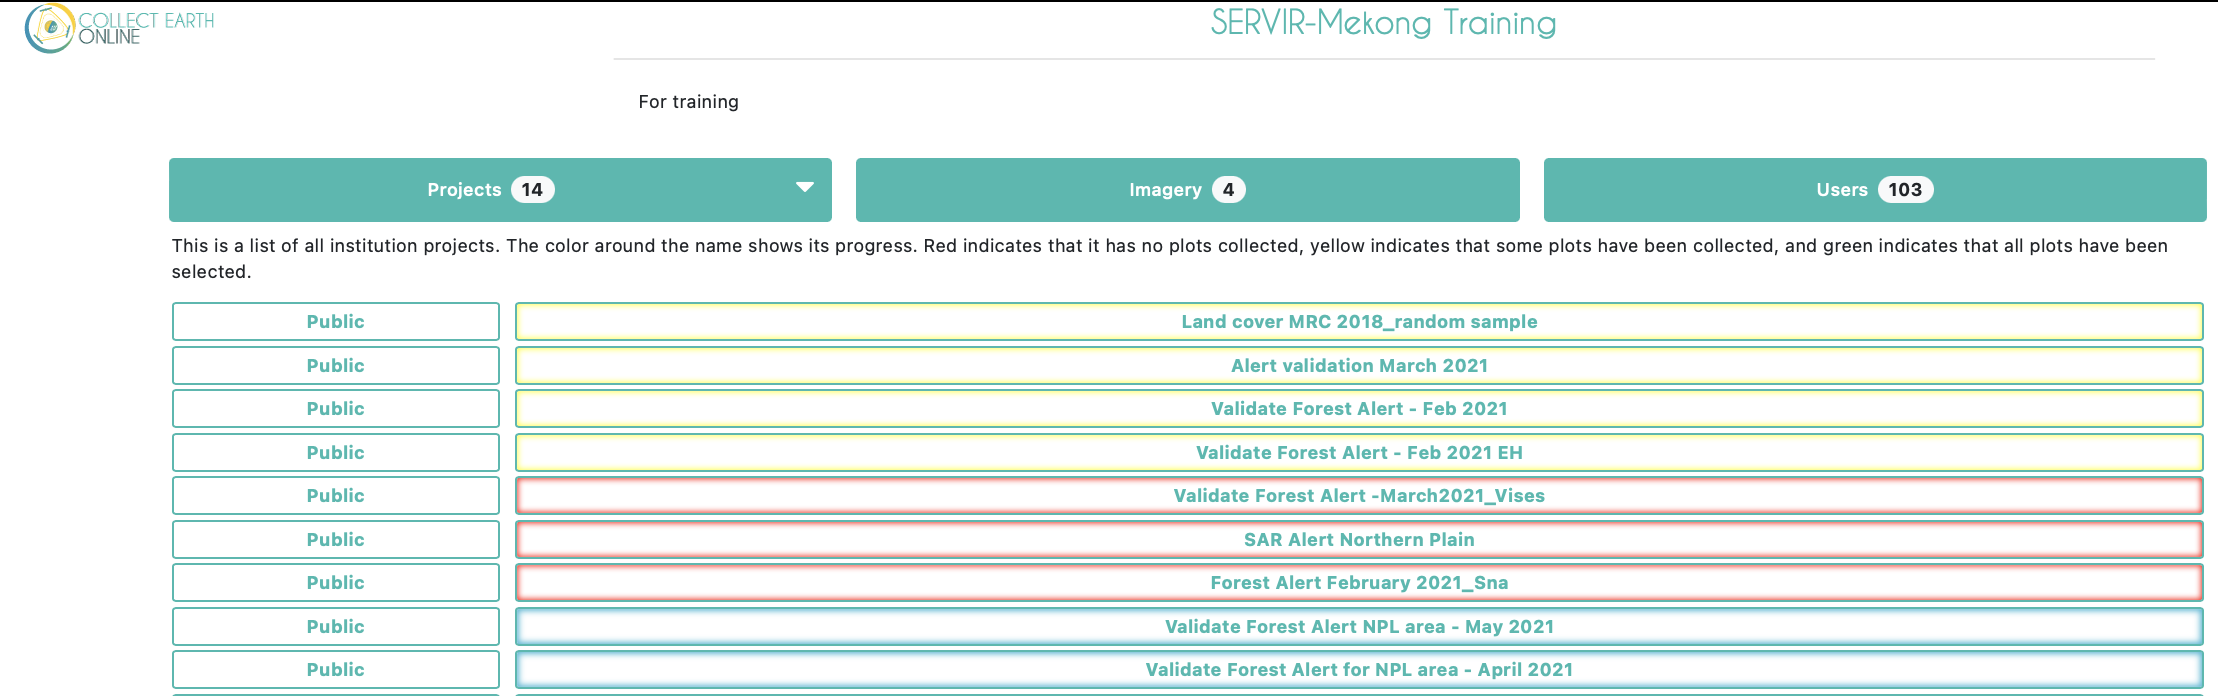 COLLECT EARTH
ONLINE
SERVIR-Mekong Training
For training
Projects 14
Imagery 4
Users 103
This is a list of all institution projects. The color around the name shows its progress. Red indicates that it has no plots collected, yellow indicates that some plots have been collected, and green indicates that all plots have been
selected.
Public Land cover MRC 2018_random sample
Public Alert validation March 2021
Public Validate Forest Alert - Feb 2021
Public Validate Forest Alert - Feb 2021 EH
Public Validate Forest Alert -March2021_Vises
Public SAR Alert Northern Plain
Public Forest Alert February 2021_Sna
Public Validate Forest Alert NPL area - May 2021
Public Validate Forest Alert for NPL area - April 2021